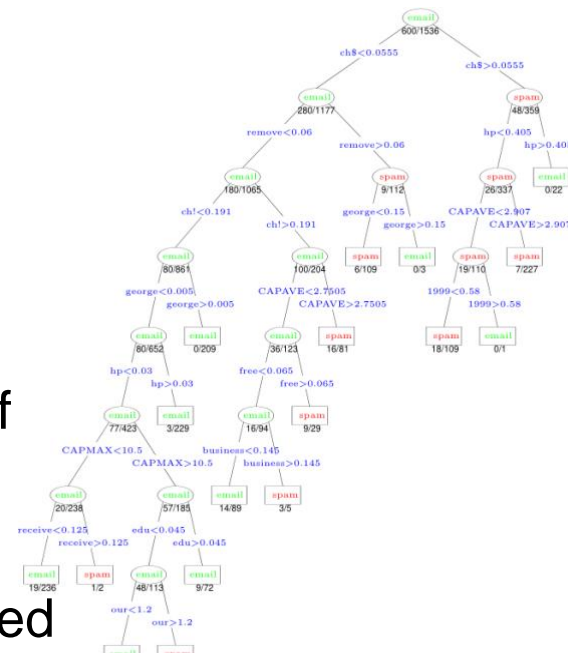 email
600/1536
ch$<0.0555
ch$>0.0555
email
280/1177
spam
48/359
remove<0.06
remove>0.06
hp<0.405
hp>0.40
email
180/1065
spam
9/112
spam
26/337
email
0/22
ch!<0.191
ch!>0.191
george<0.15
george>0.15
CAPAVE<2.907
CAPAVE>2.907
email
80/861
email
100/204
spam
6/109
email
0/3
spam
19/110
spam
7/227
george<0.005
george>0.005
CAPAVE<2.7505
CAPAVE>2.7505
1999<0.58
1999>0.58
email
80/652
email
0/209
email
36/123
spam
16/81
spam
18/109
email
0/1
hp<0.03
hp>0.03
free<0.065
free>0.065
f
email
77/423
email
3/229
email
16/94
spam
9/29
CAPMAX<10.5
CAPMAX>10.5
business<0.145
business>0.145
email
20/238
email
57/185
email
14/89
spam
3/5
receive<0.125
receive>0.125
edu<0.045
edu>0.045
email
19/236
spam
1/2
email
48/113
email
9/72
our<1.2
our>1.2
ed